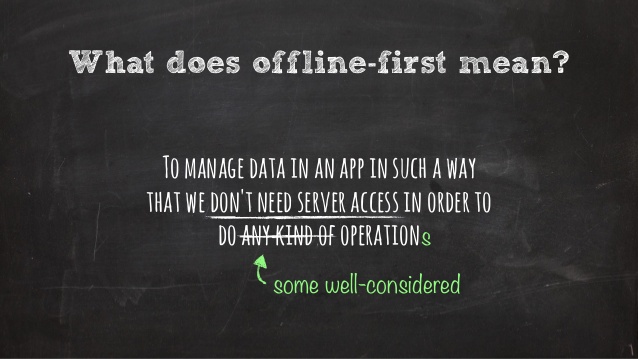 What does offline-first mean?
To manage data in an app in such a way
that we don't need server access in order to
do any kind of operations
some well-considered